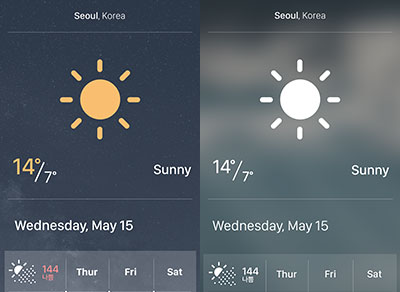 Seoul, Korea
14°/7°
Sunny
Wednesday, May 15
144
나쁨
Thur
Fri
Sat
Seoul, Korea
14°/7°
Sunny
Wednesday, May 15
144
나쁨
Thur
Fri
Sat